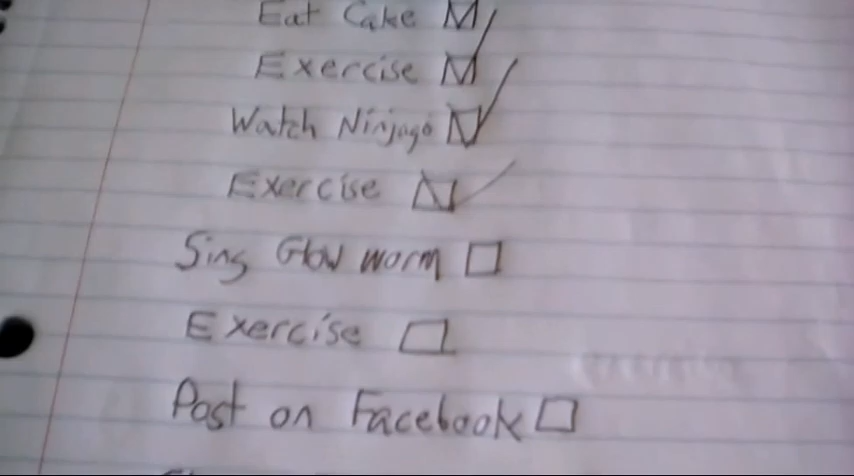 Eat Cake
Exercise
Watch Ninjago
Exercise
Sing Glow worm
Exercise
Post on Facebook